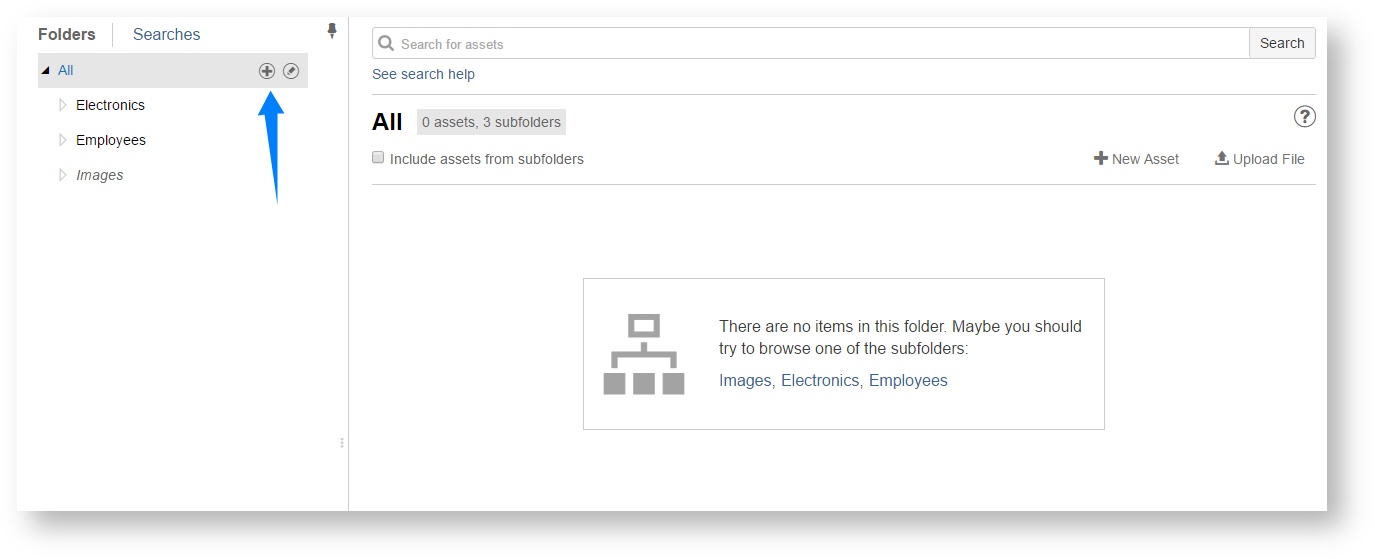 Folders
Searches
All
Electronics
Employees
Images
Search for assets
Search
See search help
All
0 assets, 3 subfolders
?
Include assets from subfolders
New Asset
Upload File
There are no items in this folder. Maybe you should
try to browse one of the subfolders:
Images, Electronics, Employees